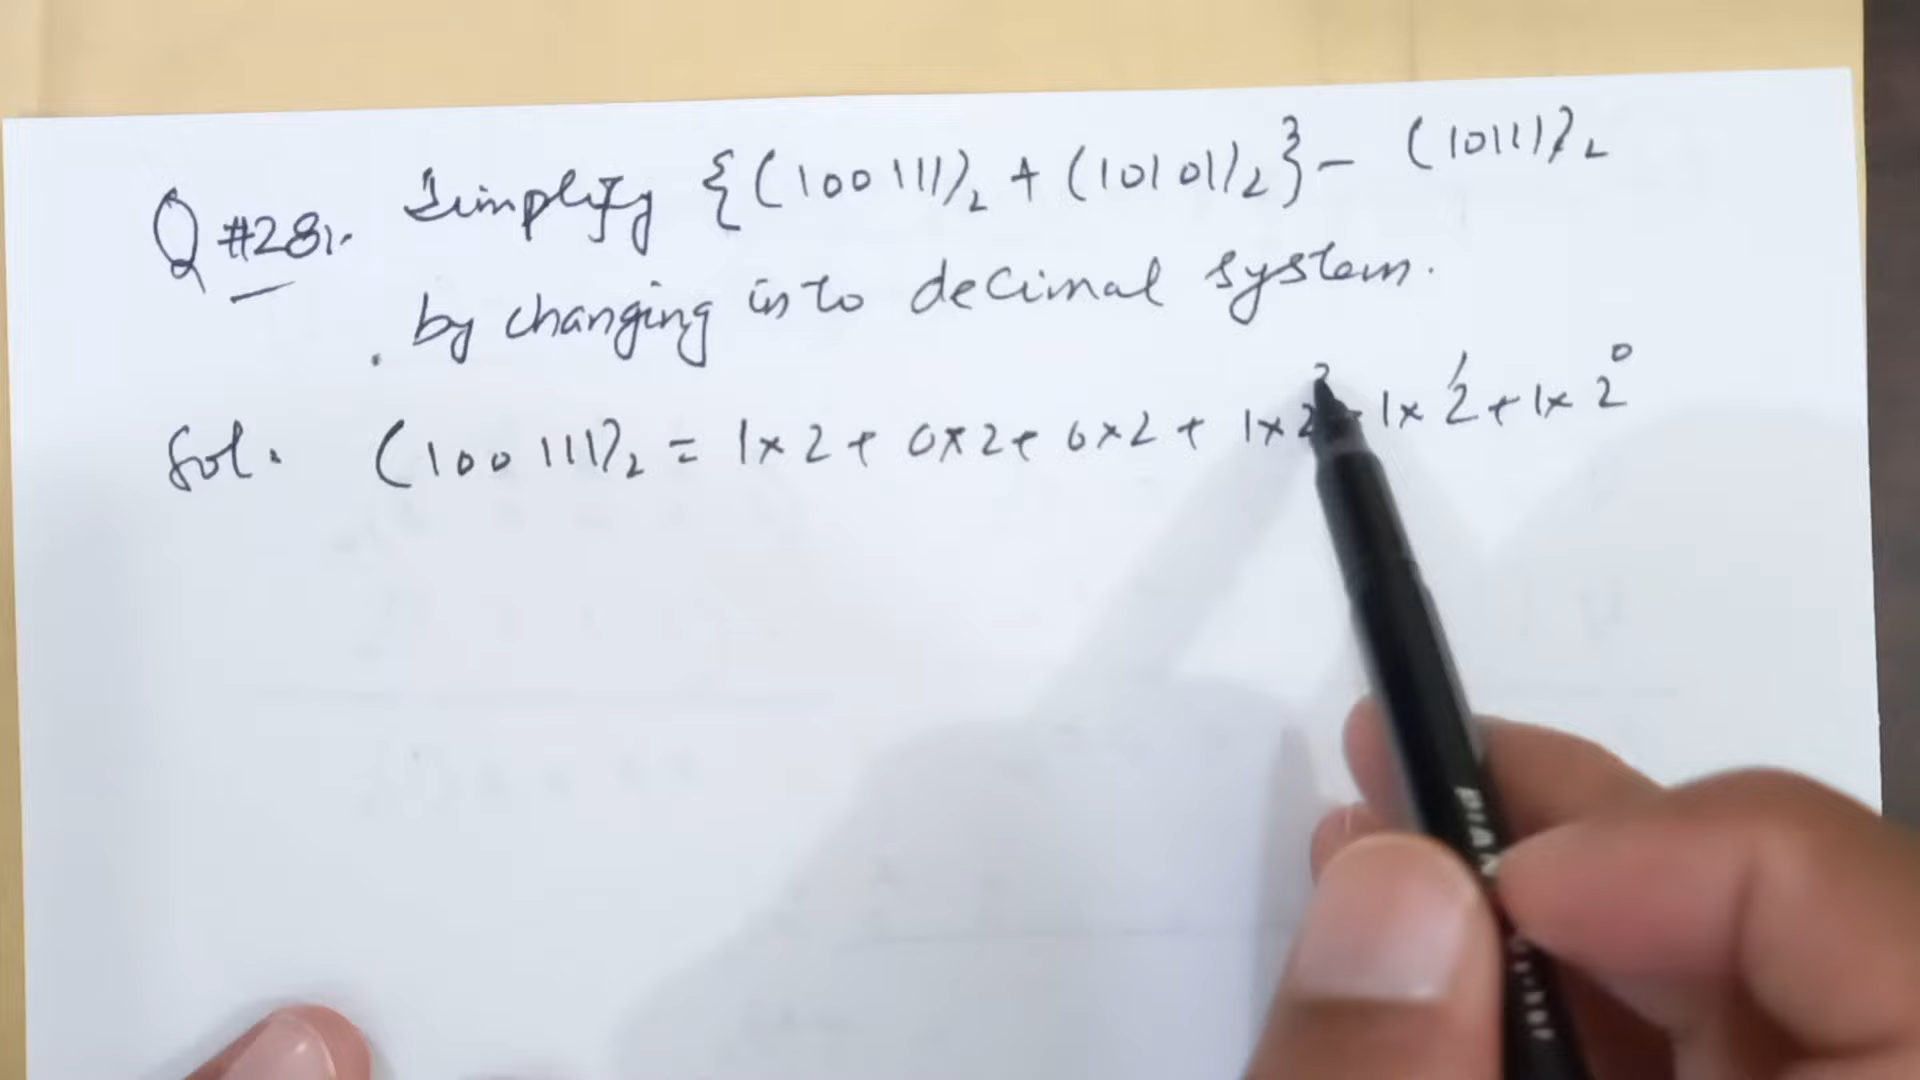 Q #28:- Simplify {(100111)₂ + (10101)₂} - (10111)₂
by changing into decimal system.
Sol. (100111)₂ = 1×2 + 0×2 + 0×2 + 1×2² + 1×2¹ + 1×2⁰